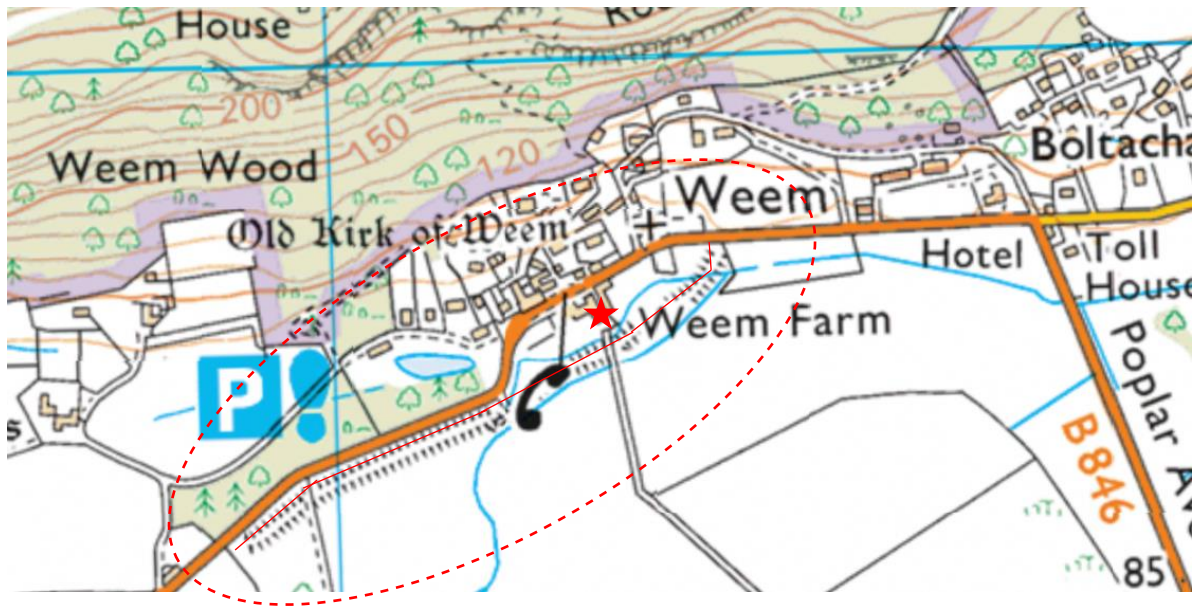 House
200
150
120
Weem Wood
Boltacha
Weem
Old Kirk of Weem
Hotel
Toll
House
Weem Farm
P
Poplar
B 846
s
85